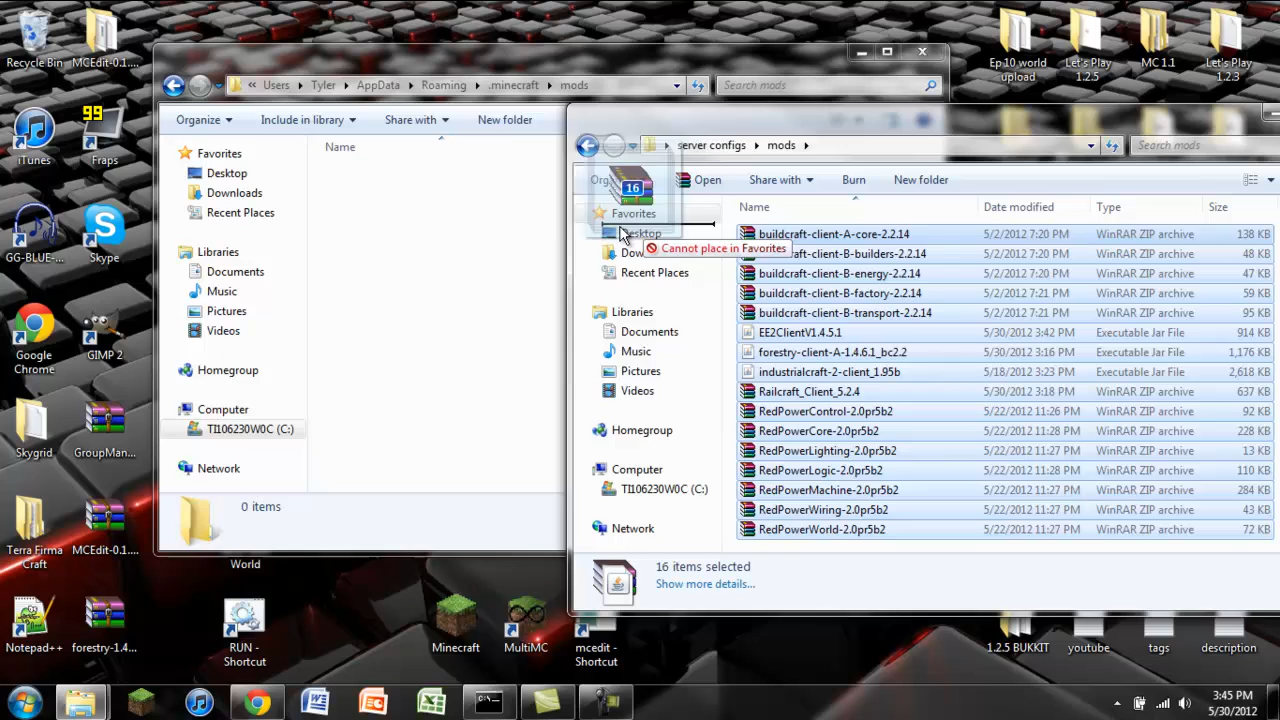 Recycle Bin
MCEdit-0.1....
Ep 10 world upload
Let's Play 1.2.5
MC 1.1
Let's Play 1.2.3
« Users Tyler AppData Roaming .minecraft mods
Search mods
Organize
Include in library
Share with
New folder
Name
Favorites
Desktop
Downloads
Recent Places
Libraries
Documents
Music
Pictures
Videos
Homegroup
Computer
TI106230W0C (C:)
Network
0 items
99
iTunes
Fraps
GG-BLUE-...
Skype
Google Chrome
GIMP 2
Skygrid
GroupMan...
Terra Firma Craft
MCEdit-0.1....
Notepad++
forestry-1.4...
World
RUN - Shortcut
Minecraft
MultiMC
mcedit - Shortcut
1.2.5 BUKKIT
youtube
tags
description
server configs mods
Search mods
Open
Share with
Burn
New folder
16
Favorites
Desktop
Cannot place in Favorites
Recent Places
Libraries
Documents
Music
Pictures
Videos
Homegroup
Computer
TI106230W0C (C:)
Network
Name Date modified Type Size
buildcraft-client-A-core-2.2.14 5/2/2012 7:20 PM WinRAR ZIP archive 138 KB
craft-client-B-builders-2.2.14 5/2/2012 7:20 PM WinRAR ZIP archive 48 KB
buildcraft-client-B-energy-2.2.14 5/2/2012 7:20 PM WinRAR ZIP archive 47 KB
buildcraft-client-B-factory-2.2.14 5/2/2012 7:21 PM WinRAR ZIP archive 59 KB
buildcraft-client-B-transport-2.2.14 5/2/2012 7:21 PM WinRAR ZIP archive 95 KB
EE2ClientV1.4.5.1 5/30/2012 3:42 PM Executable Jar File 914 KB
forestry-client-A-1.4.6.1_bc2.2 5/30/2012 3:16 PM Executable Jar File 1,176 KB
industrialcraft-2-client_1.95b 5/18/2012 3:23 PM Executable Jar File 2,618 KB
Railcraft_Client_5.2.4 5/30/2012 3:18 PM WinRAR ZIP archive 637 KB
RedPowerControl-2.0pr5b2 5/22/2012 11:26 PM WinRAR ZIP archive 92 KB
RedPowerCore-2.0pr5b2 5/22/2012 11:28 PM WinRAR ZIP archive 228 KB
RedPowerLighting-2.0pr5b2 5/22/2012 11:27 PM WinRAR ZIP archive 13 KB
RedPowerLogic-2.0pr5b2 5/22/2012 11:28 PM WinRAR ZIP archive 110 KB
RedPowerMachine-2.0pr5b2 5/22/2012 11:27 PM WinRAR ZIP archive 284 KB
RedPowerWiring-2.0pr5b2 5/22/2012 11:27 PM WinRAR ZIP archive 43 KB
RedPowerWorld-2.0pr5b2 5/22/2012 11:27 PM WinRAR ZIP archive 72 KB
16 items selected
Show more details...
3:45 PM
5/30/2012